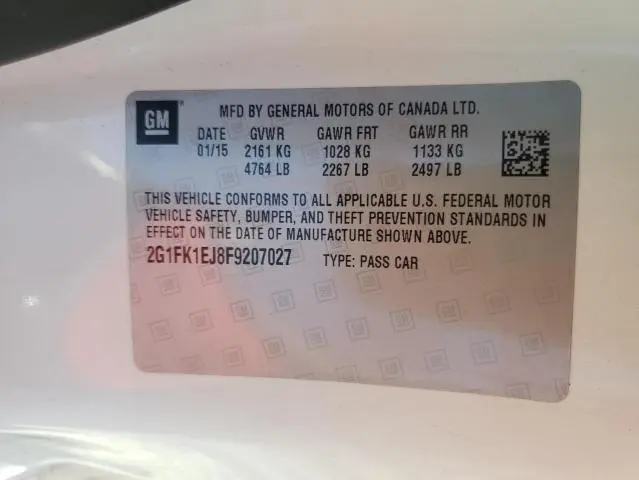 GM
MFD BY GENERAL MOTORS OF CANADA LTD.
DATE GVWR GAWR FRT GAWR RR
01/15 2161 KG 1028 KG 1133 KG
4764 LB 2267 LB 2497 LB
THIS VEHICLE CONFORMS TO ALL APPLICABLE U.S. FEDERAL MOTOR
VEHICLE SAFETY, BUMPER, AND THEFT PREVENTION STANDARDS IN
EFFECT ON THE DATE OF MANUFACTURE SHOWN ABOVE.
2G1FK1EJ8F9207027 TYPE: PASS CAR